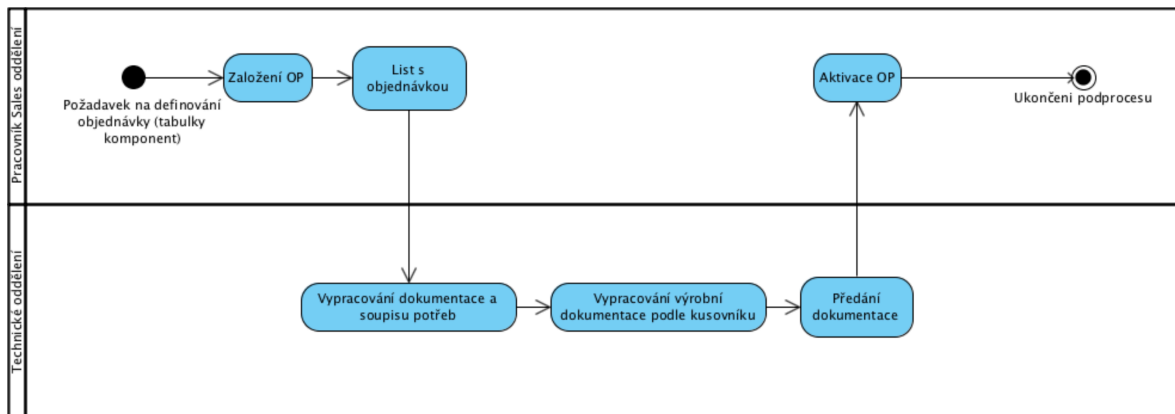 Pracovník Sales oddělení
Požadavek na definování
objednávky (tabulky
komponent)
Založení OP
List s
objednávkou
Aktivace OP
Ukončeni podprocesu
Technické oddělení
Vypracování dokumentace a
soupisu potřeb
Vypracování výrobní
dokumentace podle kusovníku
Předání
dokumentace